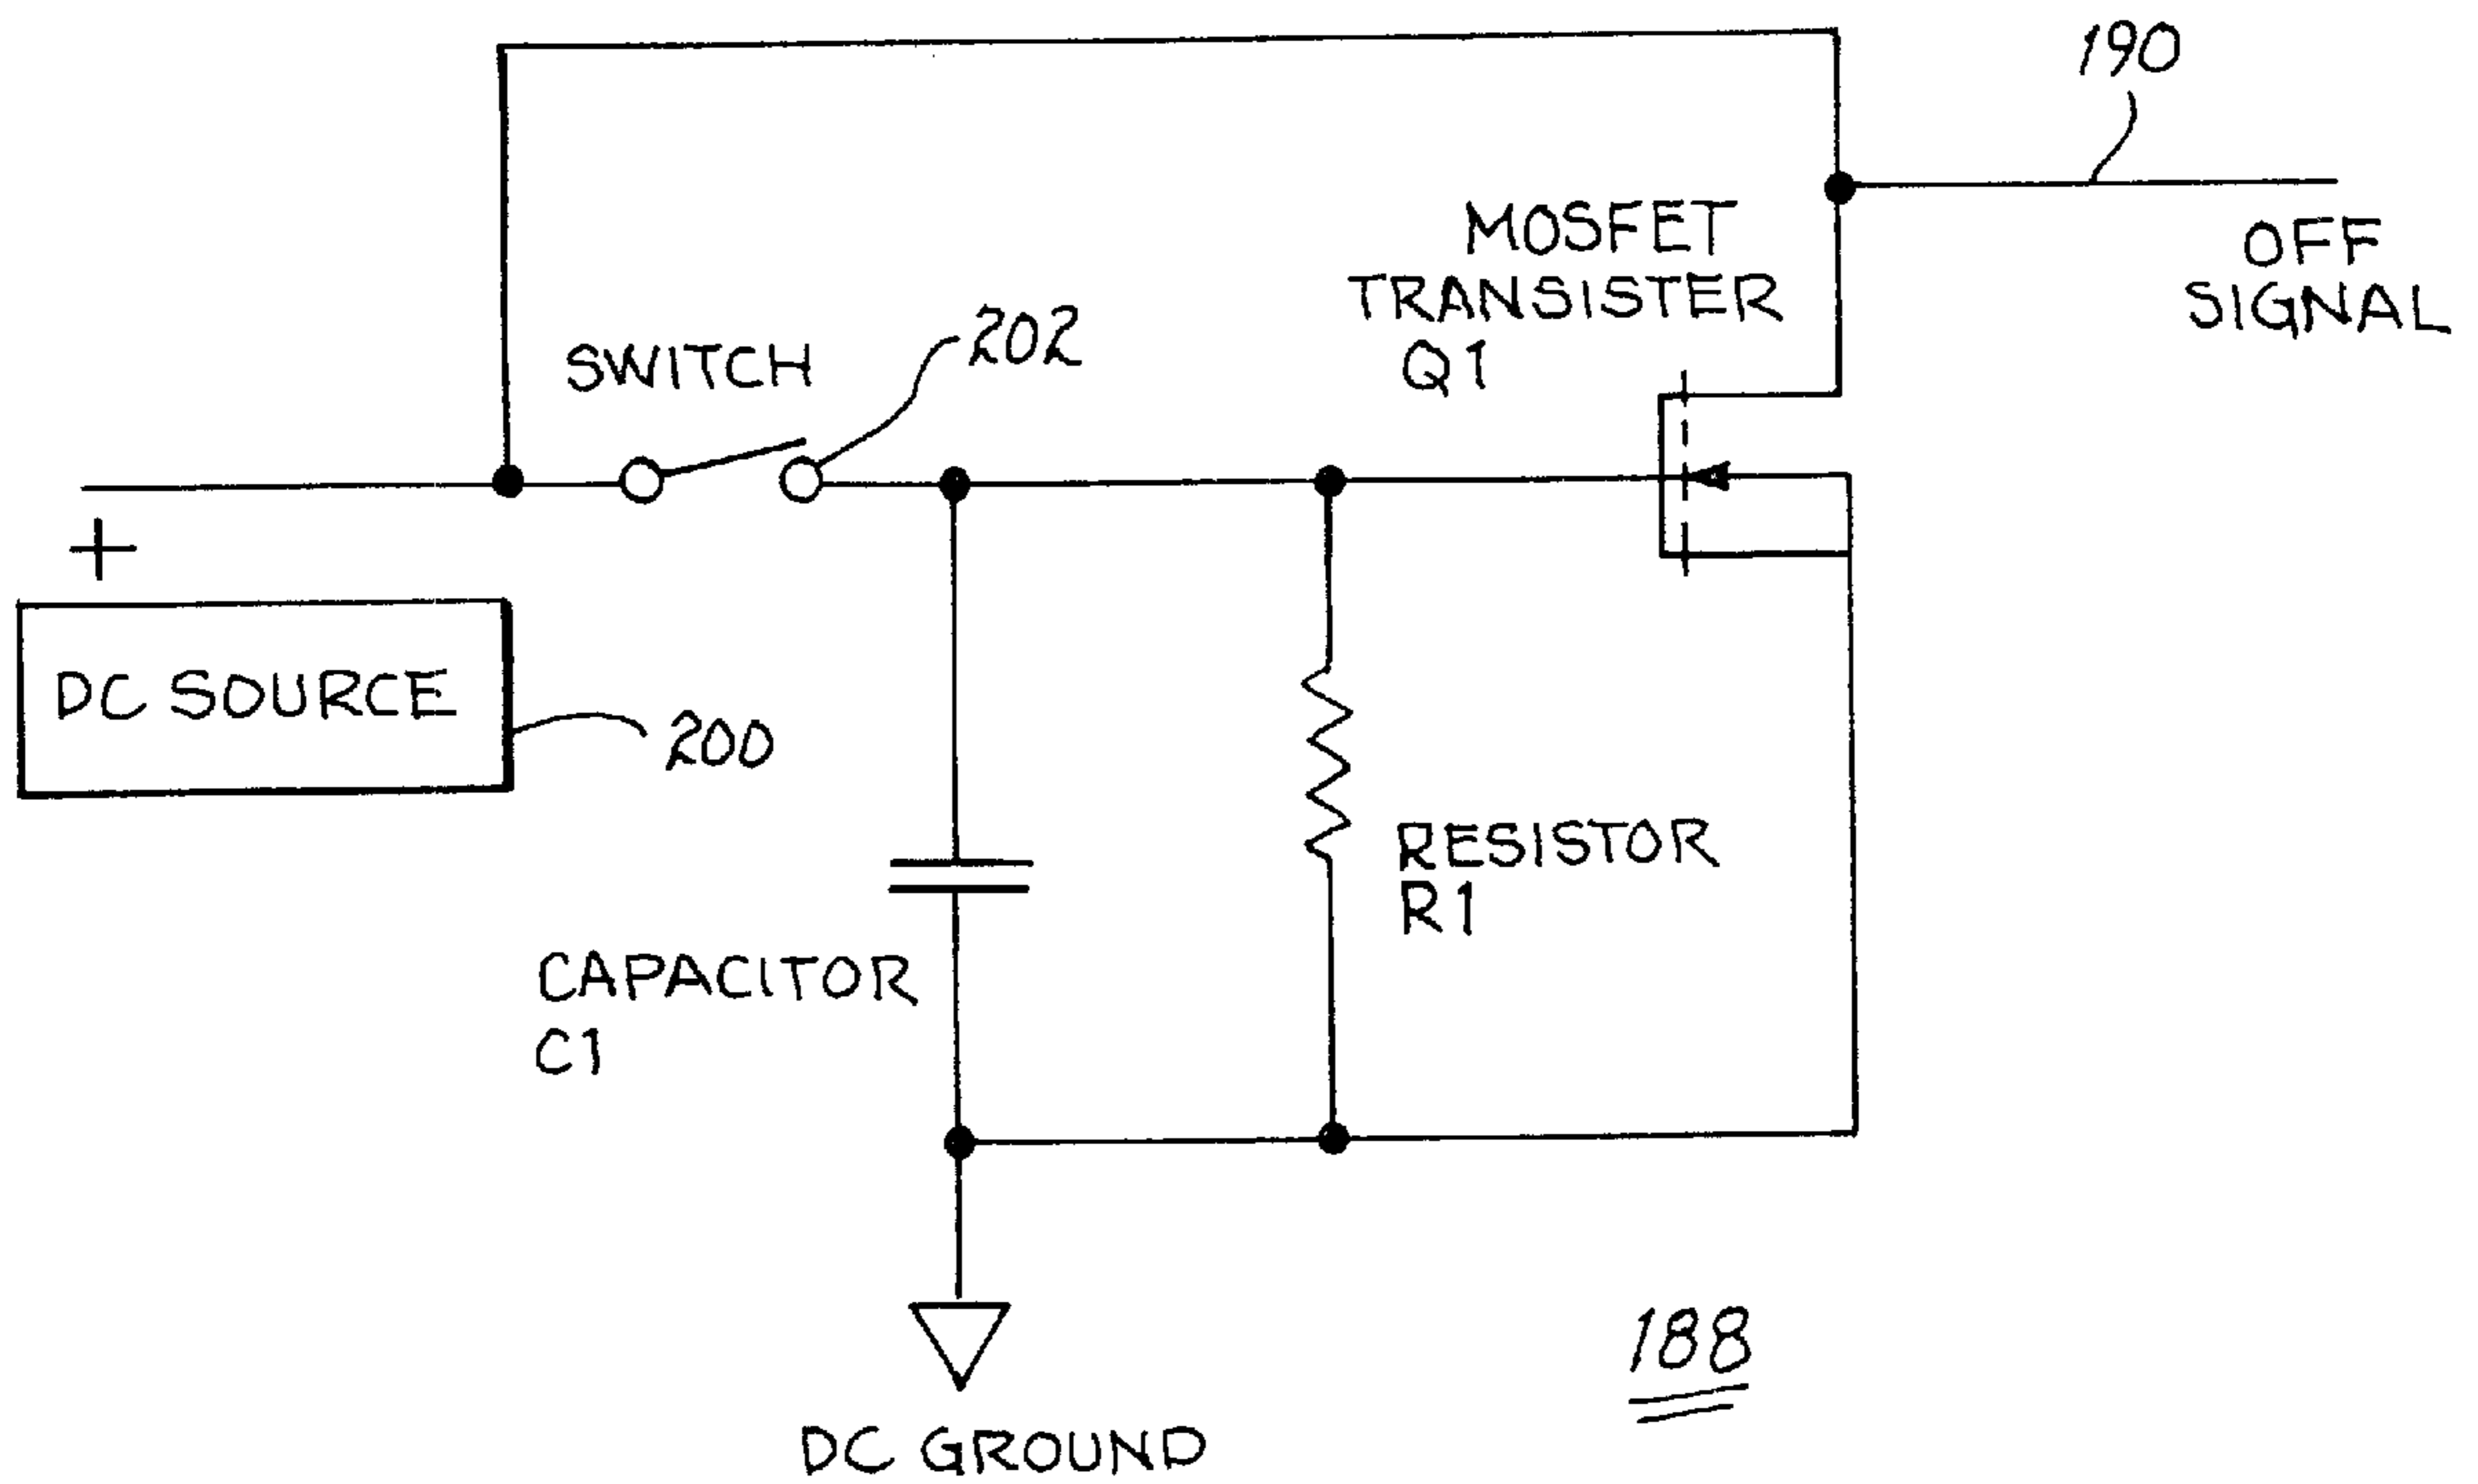 190
OFF
SIGNAL
MOSFET
TRANSISTER
Q1
SWITCH
202
+
DC SOURCE
200
RESISTOR
R1
CAPACITOR
C1
188
DC GROUND